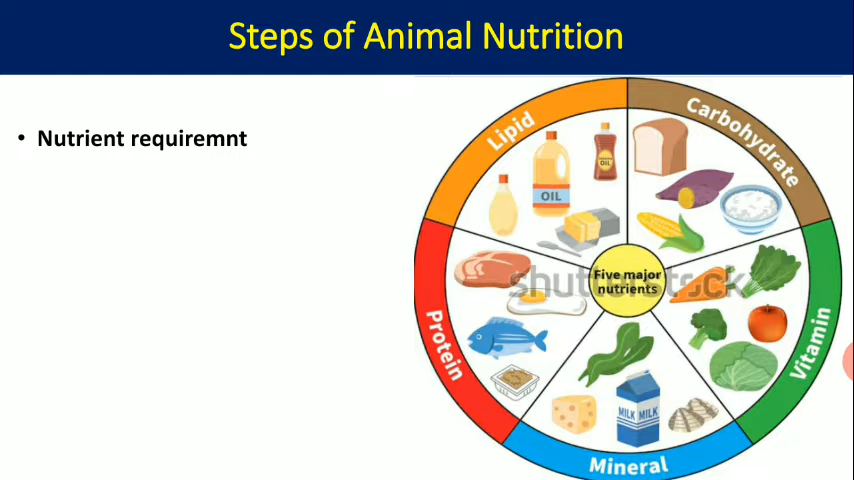 Steps of Animal Nutrition
• Nutrient requiremnt
Lipid
Carbohydrate
OIL
OIL
Five major
nutrients
shutterstock
Protein
Vitamin
MILK MILK
Mineral